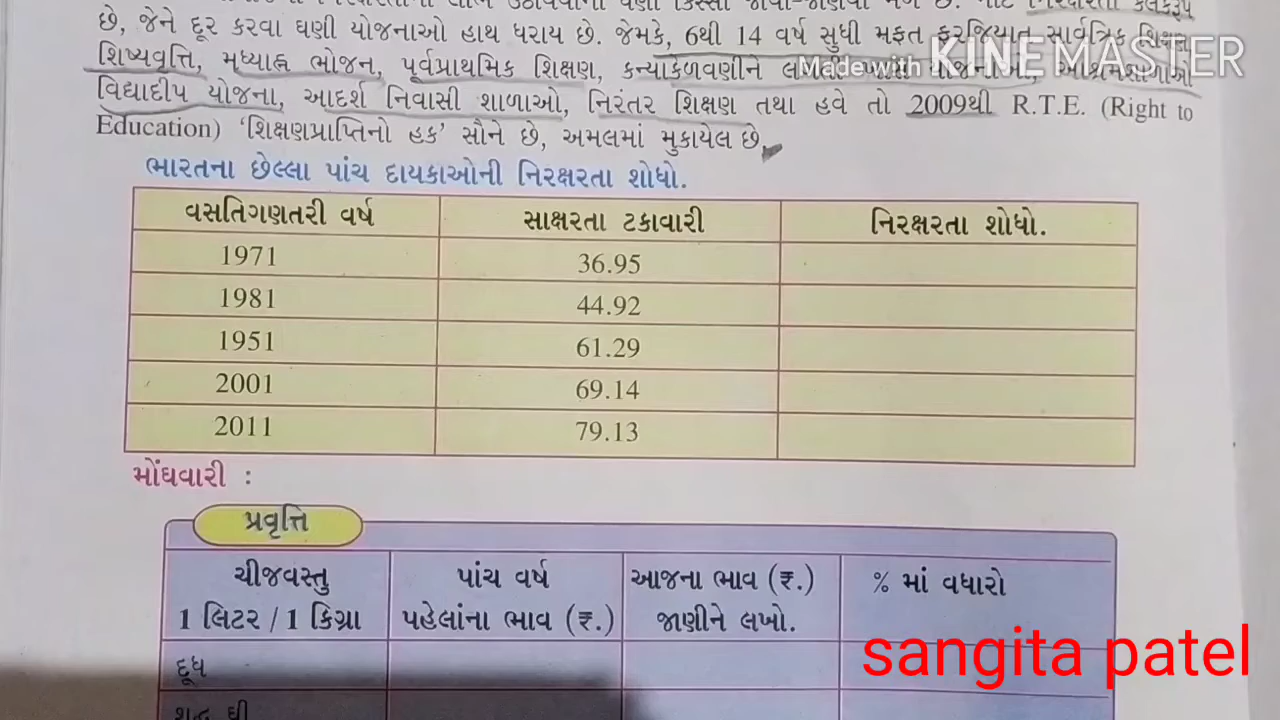 છે, જેને દૂર કરવા ઘણી યોજનાઓ હાથ ધરાય છે. જેમકે, 6થી 14 વર્ષ સુધી મફત ફરજિયાત સાર્વત્રિક શિક્ષણ
Made with KINEMASTER
શિષ્યવૃત્તિ, મધ્યાહ્ન ભોજન, પૂર્વપ્રાથમિક શિક્ષણ, કન્યાકેળવણીને આશ્રમશાળાઓ
વિદ્યાદીપ યોજના, આદર્શ નિવાસી શાળાઓ, નિરંતર શિક્ષણ તથા હવે તો 2009થી R.T.E. (Right to
Education) ‘શિક્ષણપ્રાપ્તિનો હક’ સૌને છે, અમલમાં મુકાયેલ છે.
ભારતના છેલ્લા પાંચ દાયકાઓની નિરક્ષરતા શોધો.
વસતિગણતરી વર્ષ સાક્ષરતા ટકાવારી નિરક્ષરતા શોધો.
1971 36.95
1981 44.92
1951 61.29
2001 69.14
2011 79.13
મોંઘવારી :
પ્રવૃત્તિ
ચીજવસ્તુ પાંચ વર્ષ આજના ભાવ (₹.) % માં વધારો
1 લિટર / 1 કિગ્રા પહેલાંના ભાવ (₹.) જાણીને લખો.
દૂધ
sangita patel